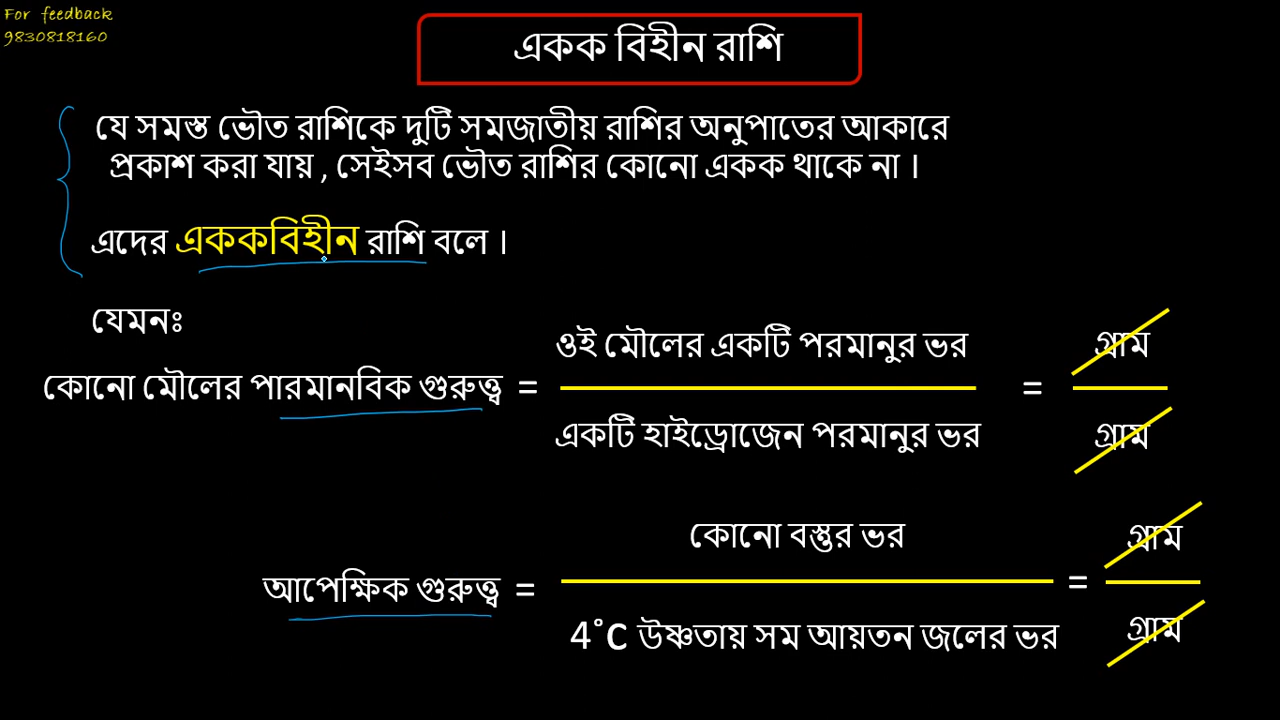 For feedback
9830818160
একক বিহীন রাশি
যে সমস্ত ভৌত রাশিকে দুটি সমজাতীয় রাশির অনুপাতের আকারে
প্রকাশ করা যায় , সেইসব ভৌত রাশির কোনো একক থাকে না ।
এদের এককবিহীন রাশি বলে ।
যেমনঃ
ওই মৌলের একটি পরমানুর ভর
গ্রাম
কোনো মৌলের পারমানবিক গুরুত্ত্ব =
=
একটি হাইড্রোজেন পরমানুর ভর
গ্রাম
কোনো বস্তুর ভর
গ্রাম
আপেক্ষিক গুরুত্ত্ব =
=
4°C উষ্ণতায় সম আয়তন জলের ভর
গ্রাম